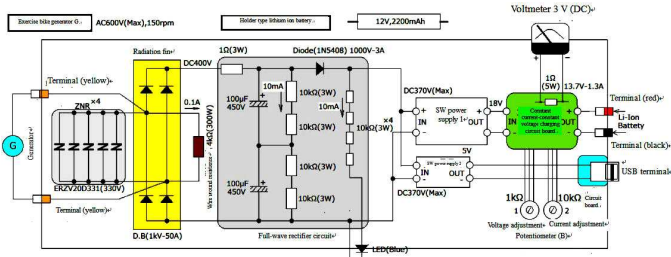 Exercise bike generator G.
AC600V(Max),150rpm
Holder type lithium ion battery
12V,2200mAh
Voltmeter 3 V (DC)
Radiation fin
DC400V
1Ω(3W)
Diode(1N5408) 1000V-3A
Terminal (yellow)
ZNR ×4
0.1A
10mA
100μF
450V
10kΩ(3W)
10mA
10kΩ(3W)
10kΩ(3W)
×4
10kΩ(3W)
100μF
450V
10kΩ(3W)
4kΩ(300W)
Wire wound resistors
G
Generator
N N N N
ERZV20D331(330V)
Terminal (yellow)
D.B(1kV-50A)
Full-wave rectifier circuit
LED(Blue)
DC370V(Max)
SW power
supply 1
+
IN
-
+
OUT
-
18V
SW power supply 2
5V
IN
OUT
DC370V(Max)
1Ω
(5W)
13.7V-1.3A
Constant
current-constant
voltage charging
circuit board
+
IN
-
+
OUT
-
Terminal (red)
Li-Ion
Battety
Terminal (black)
USB terminal
Circuit
board
1kΩ
1
10kΩ
2
Voltage adjustment
Current adjustment
Potentiometer (B)